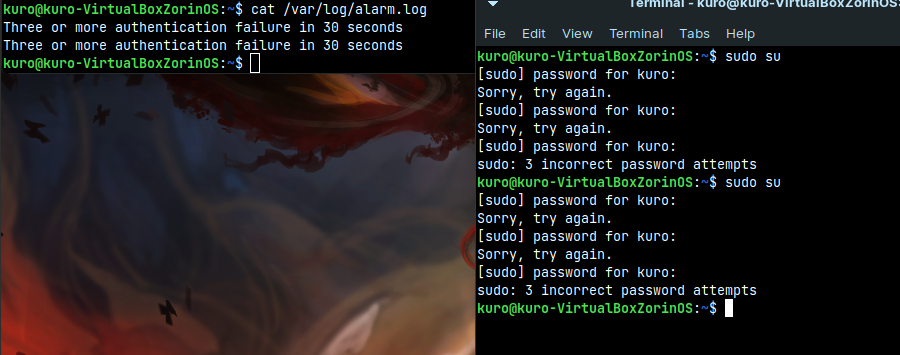 kuro@kuro-VirtualBoxZorinOS:~$ cat /var/log/alarm.log
Three or more authentication failure in 30 seconds
Three or more authentication failure in 30 seconds
kuro@kuro-VirtualBoxZorinOS:~$
Terminal - kuro@kuro-VirtualBoxZorinOS:
File Edit View Terminal Tabs Help
kuro@kuro-VirtualBoxZorinOS:~$ sudo su
[sudo] password for kuro:
Sorry, try again.
[sudo] password for kuro:
Sorry, try again.
[sudo] password for kuro:
sudo: 3 incorrect password attempts
kuro@kuro-VirtualBoxZorinOS:~$ sudo su
[sudo] password for kuro:
Sorry, try again.
[sudo] password for kuro:
Sorry, try again.
[sudo] password for kuro:
sudo: 3 incorrect password attempts
kuro@kuro-VirtualBoxZorinOS:~$